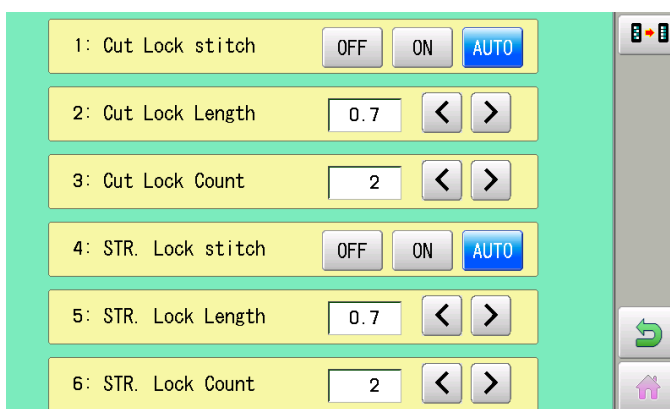 1: Cut Lock stitch OFF ON AUTO
2: Cut Lock Length 0.7 < >
3: Cut Lock Count 2 < >
4: STR. Lock stitch OFF ON AUTO
5: STR. Lock Length 0.7 < >
6: STR. Lock Count 2 < >